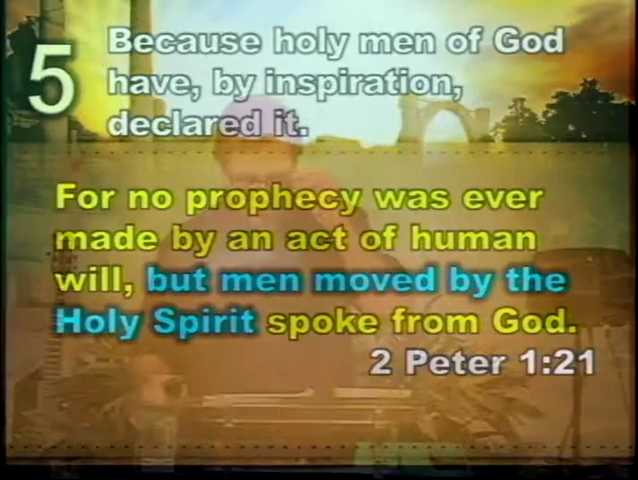 5
Because holy men of God
have, by inspiration,
declared it.
For no prophecy was ever
made by an act of human
will, but men moved by the
Holy Spirit spoke from God.
2 Peter 1:21